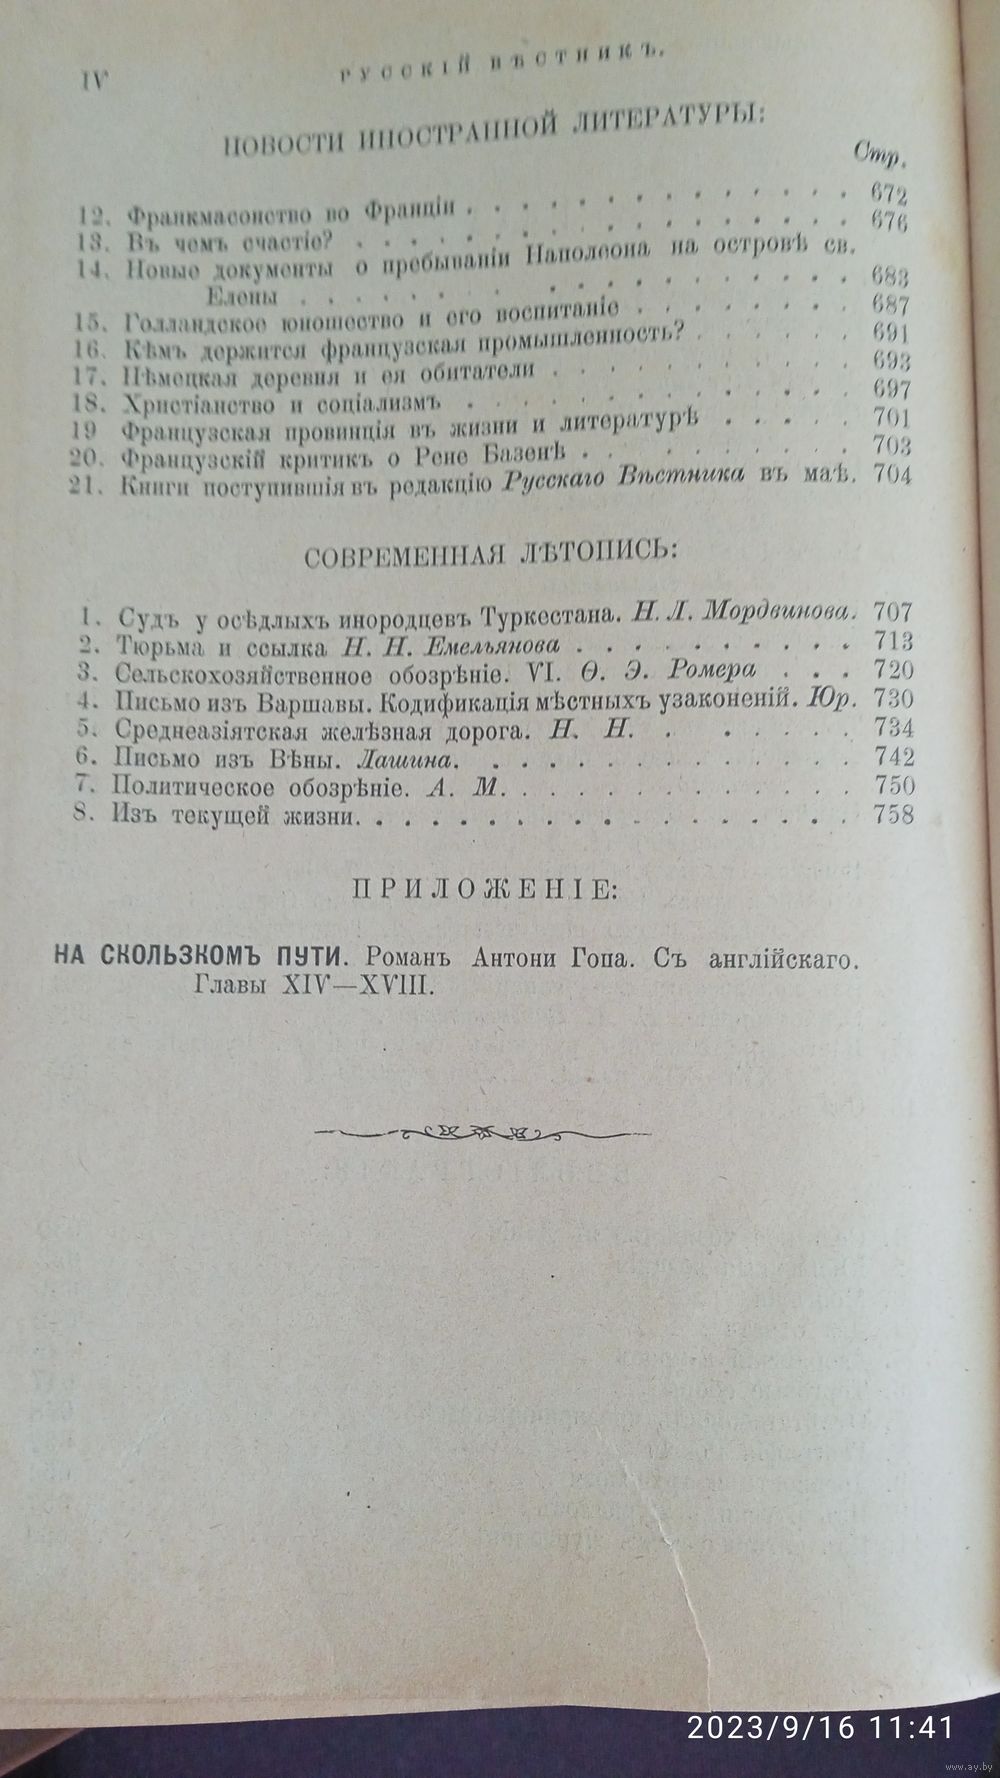 IV
РУССКІЙ ВѢСТНИКЪ.
НОВОСТИ ИНОСТРАННОЙ ЛИТЕРАТУРЫ:
Стр.
12. Франкмасонство во Франціи . . . . . . . . . . . . . . 672
13. Въ чемъ счастіе? . . . . . . . . . . . . . . . . . . 676
14. Новые документы о пребываніи Наполеона на островѣ св.
Елены . . . . . . . . . . . . . . . . . . . 683
15. Голландское юношество и его воспитаніе . . . . . . . . 687
16. Кѣмъ держится французская промышленность? . . . . . . 691
17. Нѣмецкая деревня и ея обитатели . . . . . . . . . . . 693
18. Христіанство и соціализмъ . . . . . . . . . . . . . . 697
19 Французская провинція въ жизни и литературѣ . . . . . 701
20. Французскій критикъ о Рене Базенѣ . . . . . . . . . . 703
21. Книги поступившія въ редакцію Русскаго Вѣстника въ маѣ. 704
СОВРЕМЕННАЯ ЛѢТОПИСЬ:
1. Судъ у осѣдлыхъ инородцевъ Туркестана. Н. Л. Мордвинова. 707
2. Тюрьма и ссылка Н. Н. Емельянова . . . . . . . . . . 713
3. Сельскохозяйственное обозрѣніе. VI. Ѳ. Э. Ромера . . . 720
4. Письмо изъ Варшавы. Кодификація мѣстныхъ узаконеній. Юр. 730
5. Среднеазіятская желѣзная дорога. Н. Н. . . . . . . . 734
6. Письмо изъ Вѣны. Лашина. . . . . . . . . . . . . . . 742
7. Политическое обозрѣніе. А. М. . . . . . . . . . . . . 750
8. Изъ текущей жизни. . . . . . . . . . . . . . . . . . 758
ПРИЛОЖЕНІЕ:
НА СКОЛЬЗКОМЪ ПУТИ. Романъ Антони Гопа. Съ англійскаго.
Главы XIV—XVIII.
2023/9/16 11:41
www.ay.by